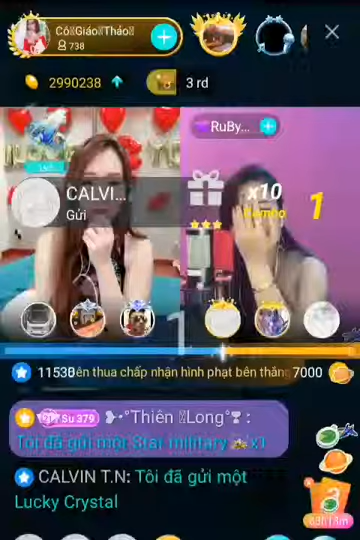 Cô Giáo Thảo
738
2990238
3 rd
RuBy...
CALVI...
Gửi
x10
Combo
1
1
11530
Bên thua chấp nhận hình phạt bên thắng
7000
Su 379
Thiên Long :
Tôi đã gửi một Star military x1
CALVIN T.N: Tôi đã gửi một
Lucky Crystal